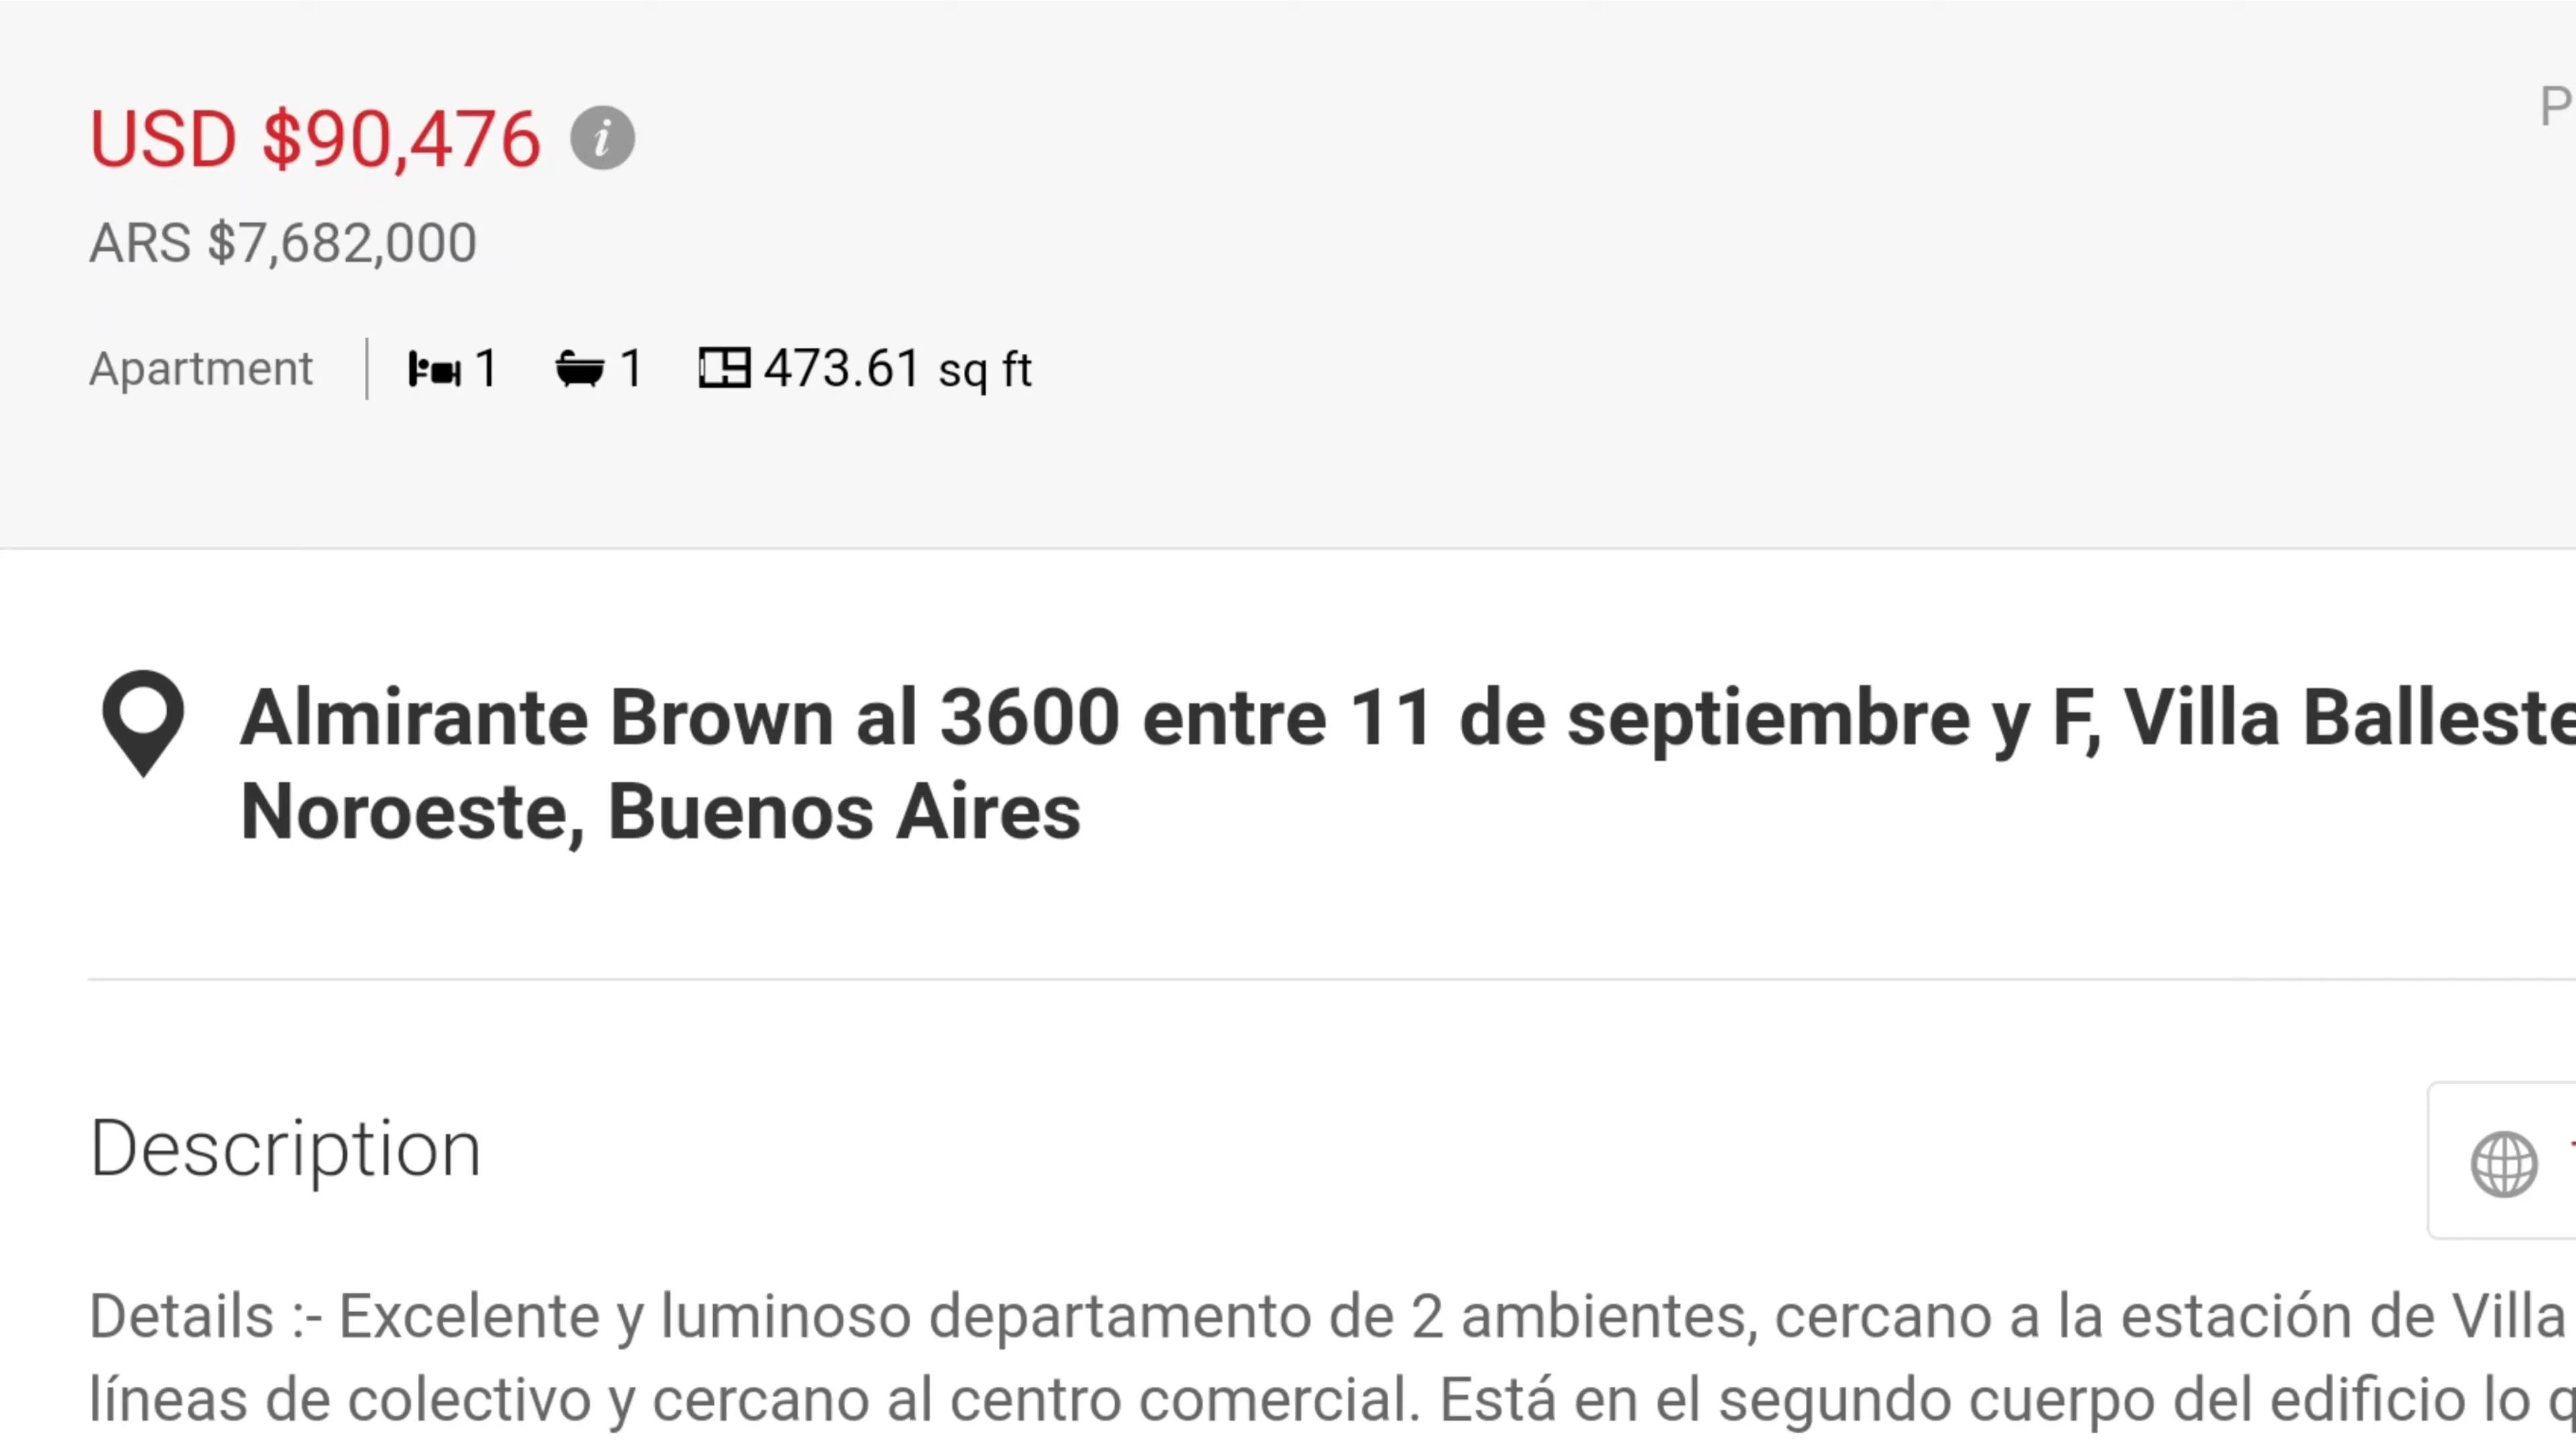 USD $90,476
ARS $7,682,000
Apartment 1 1 473.61 sq ft
Almirante Brown al 3600 entre 11 de septiembre y F, Villa
Noroeste, Buenos Aires
Description
Details :- Excelente y luminoso departamento de 2 ambientes, cercano a la estación de Villa
líneas de colectivo y cercano al centro comercial. Está en el segundo cuerpo del edificio lo